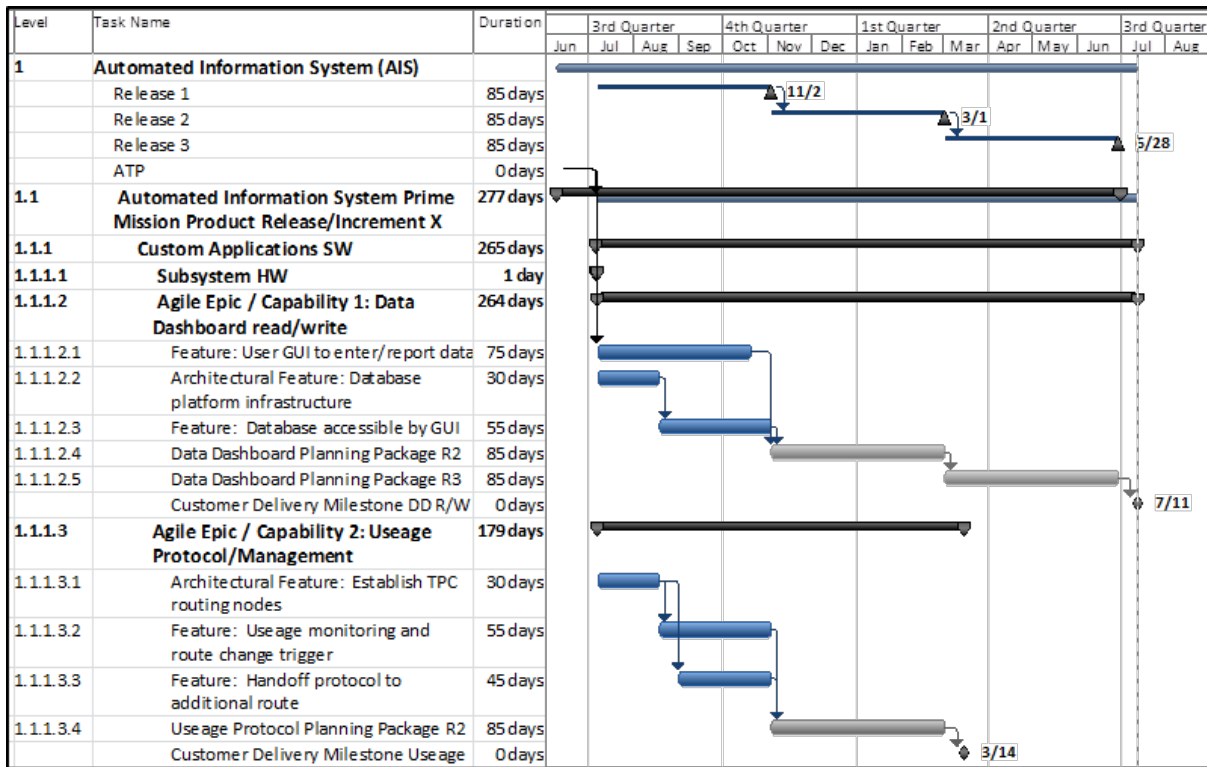 Level Task Name Duration 3rd Quarter 4th Quarter 1st Quarter 2nd Quarter 3rd Quarter
Jun Jul Aug Sep Oct Nov Dec Jan Feb Mar Apr May Jun Jul Aug
1 Automated Information System (AIS)
Release 1 85 days 11/2
Release 2 85 days 3/1
Release 3 85 days 6/28
ATP 0 days
1.1 Automated Information System Prime 277 days
Mission Product Release/Increment X
1.1.1 Custom Applications SW 265 days
1.1.1.1 Subsystem HW 1 day
1.1.1.2 Agile Epic / Capability 1: Data 264 days
Dashboard read/write
1.1.1.2.1 Feature: User GUI to enter/report data 75 days
1.1.1.2.2 Architectural Feature: Database 30 days
platform infrastructure
1.1.1.2.3 Feature: Database accessible by GUI 55 days
1.1.1.2.4 Data Dashboard Planning Package R2 85 days
1.1.1.2.5 Data Dashboard Planning Package R3 85 days
Customer Delivery Milestone DD R/W 0 days 7/11
1.1.1.3 Agile Epic / Capability 2: Useage 179 days
Protocol/Management
1.1.1.3.1 Architectural Feature: Establish TPC 30 days
routing nodes
1.1.1.3.2 Feature: Useage monitoring and 55 days
route change trigger
1.1.1.3.3 Feature: Handoff protocol to 45 days
additional route
1.1.1.3.4 Useage Protocol Planning Package R2 85 days
Customer Delivery Milestone Useage 0 days 3/14